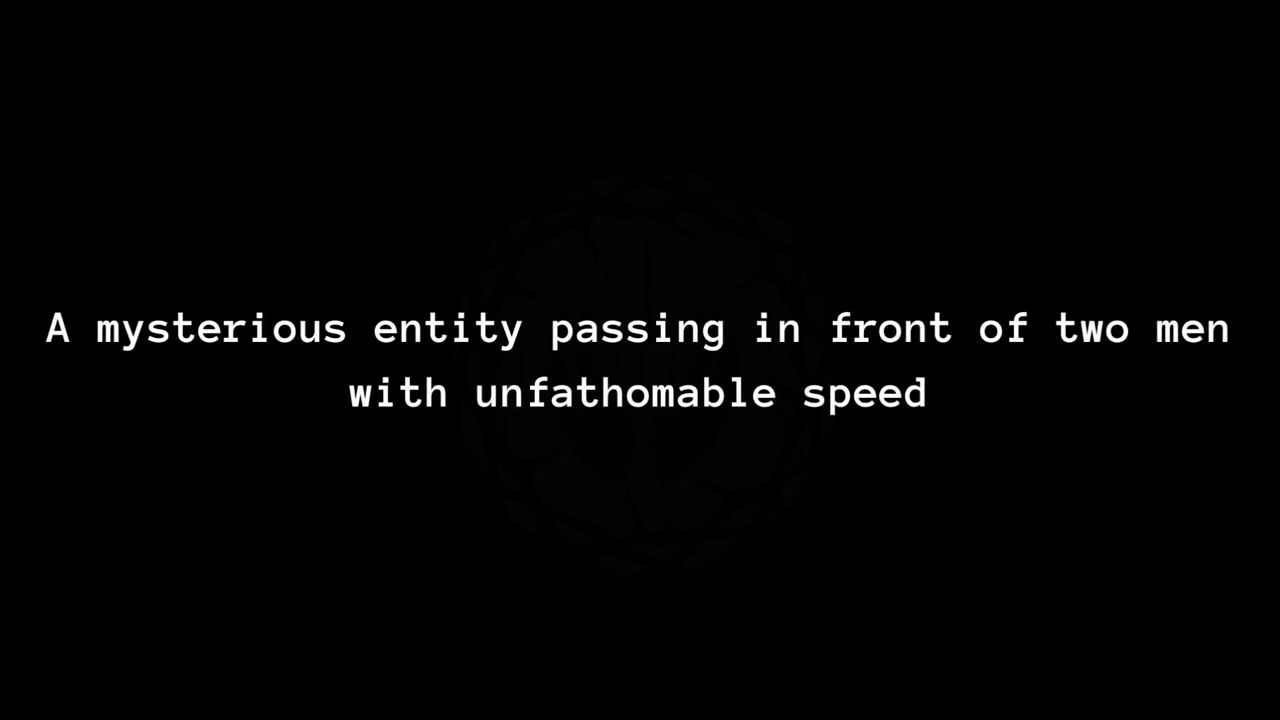 A mysterious entity passing in front of two men
with unfathomable speed